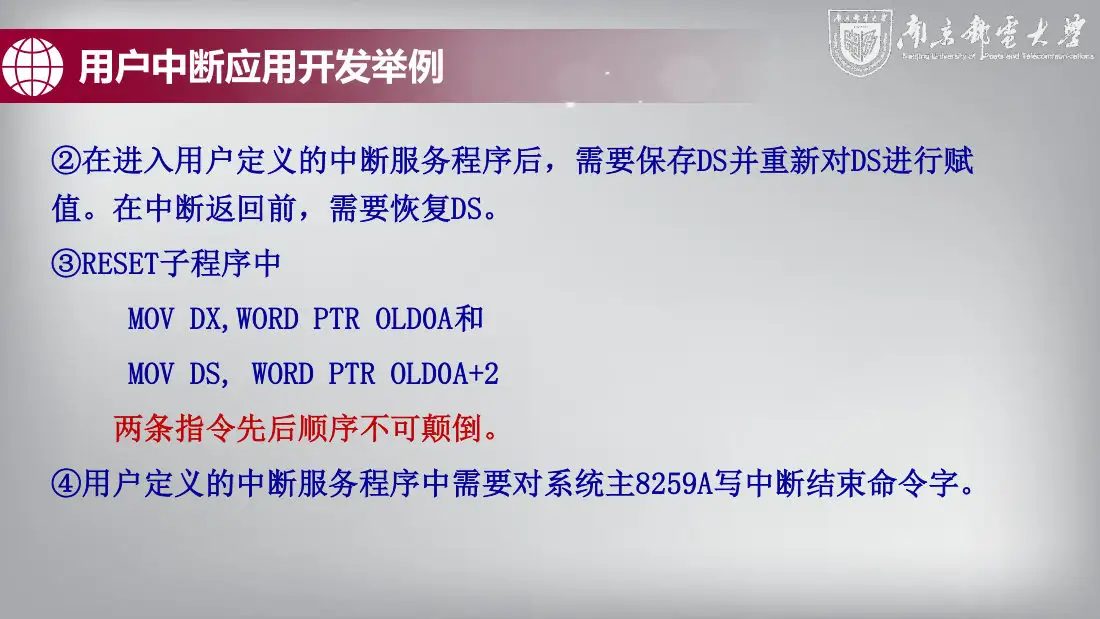 用户中断应用开发举例
南京邮电大学
Nanjing University of Posts and Telecommunications
②在进入用户定义的中断服务程序后，需要保存DS并重新对DS进行赋
值。在中断返回前，需要恢复DS。
③RESET子程序中
MOV DX,WORD PTR OLD0A和
MOV DS, WORD PTR OLD0A+2
两条指令先后顺序不可颠倒。
④用户定义的中断服务程序中需要对系统主8259A写中断结束命令字。